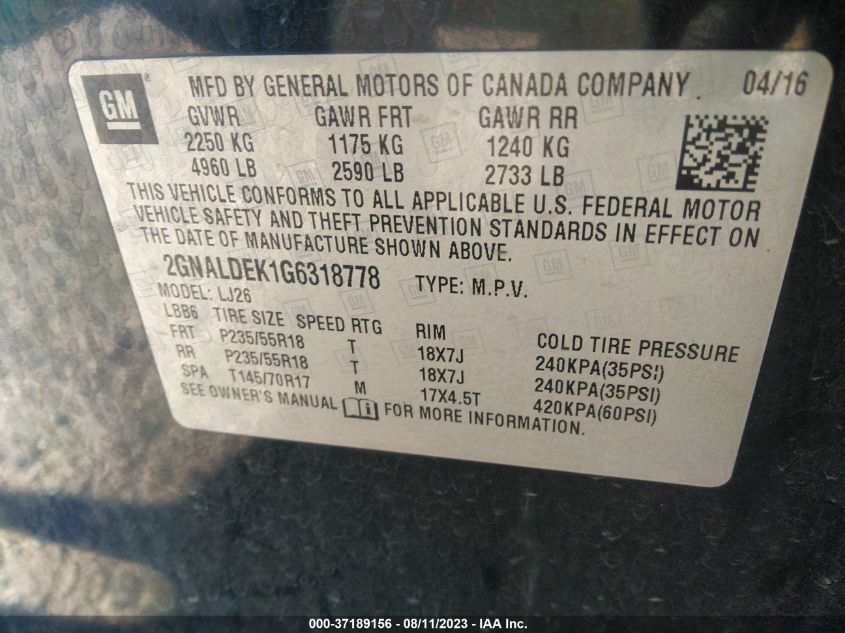 GM ® MFD BY GENERAL MOTORS OF CANADA COMPANY. 04/16
GVWR GAWR FRT GAWR RR
2250 KG 1175 KG 1240 KG
4960 LB 2590 LB 2733 LB
THIS VEHICLE CONFORMS TO ALL APPLICABLE U.S. FEDERAL MOTOR
VEHICLE SAFETY AND THEFT PREVENTION STANDARDS IN EFFECT ON
THE DATE OF MANUFACTURE SHOWN ABOVE.
2GNALDEK1G6318778 TYPE: M.P.V.
MODEL: LJ26
LBB6 TIRE SIZE SPEED RTG RIM COLD TIRE PRESSURE
FRT P235/55R18 T 18X7J 240KPA(35PSI)
RR P235/55R18 T 18X7J 240KPA(35PSI)
SPA T145/70R17 M 17X4.5T 420KPA(60PSI)
SEE OWNER'S MANUAL i FOR MORE INFORMATION.
000-37189156 - 08/11/2023 - IAA Inc.